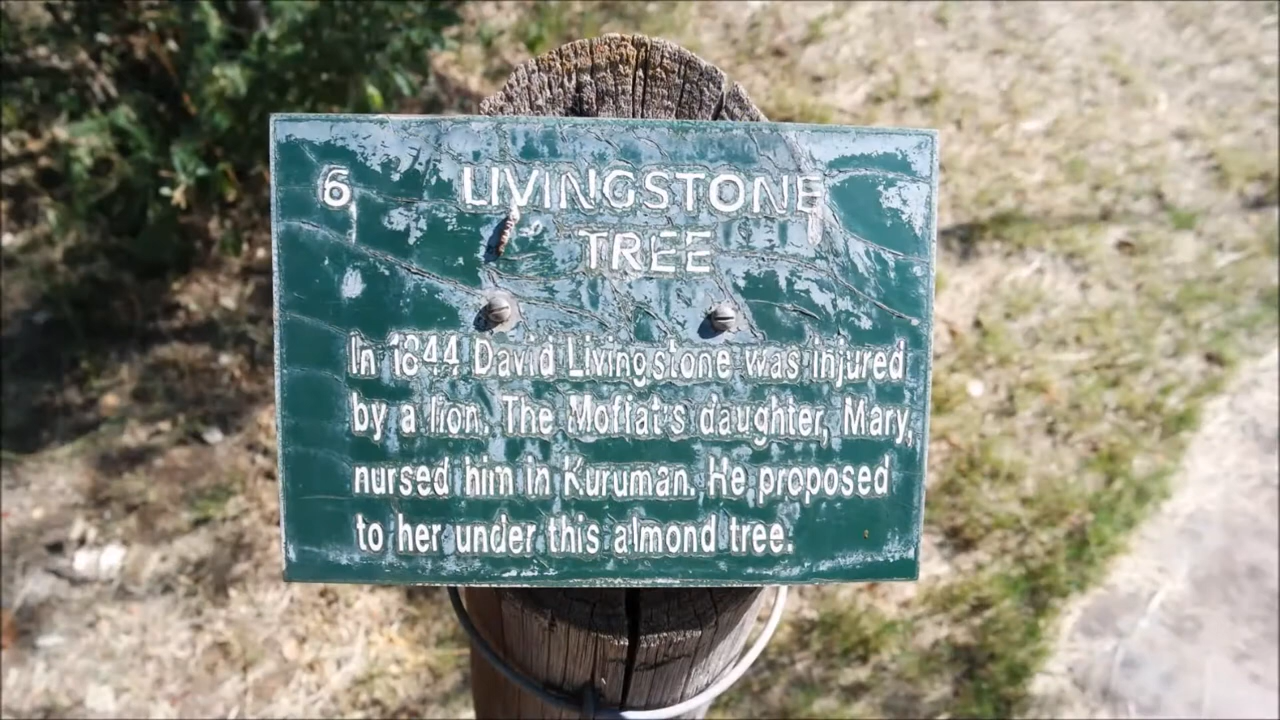 6 LIVINGSTONE
TREE
In 1844 David Livingstone was injured
by a lion. The Moffat's daughter, Mary,
nursed him in Kuruman. He proposed
to her under this almond tree.